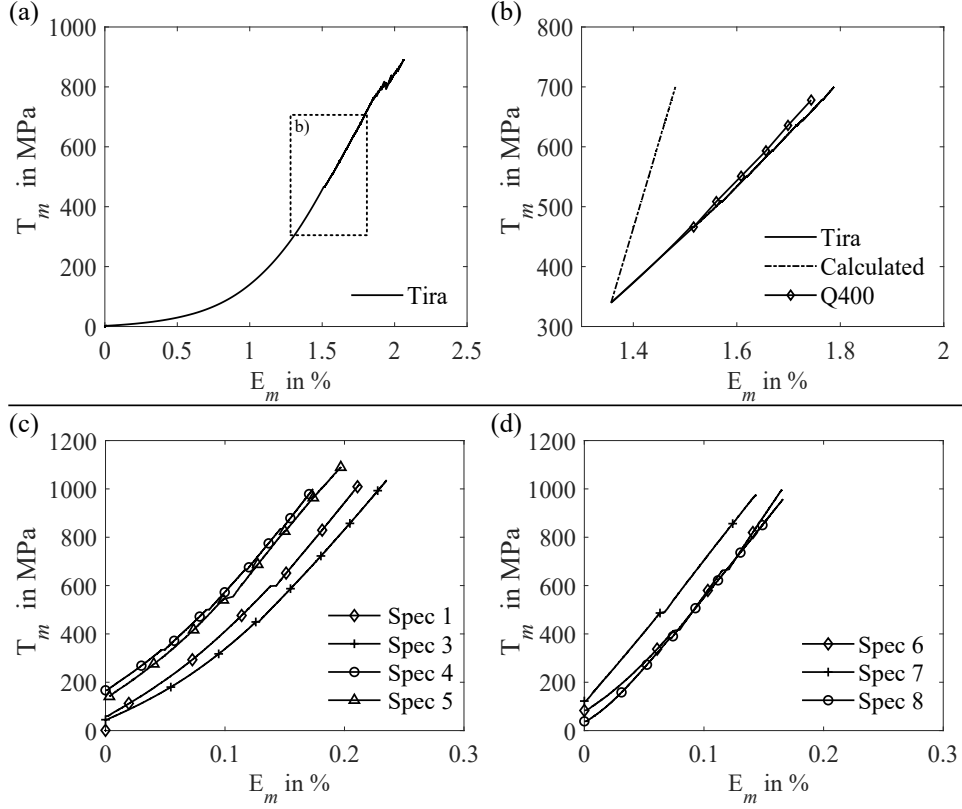 (a)
1000
800
600
400
200
0
T_m in MPa
0 0.5 1 1.5 2 2.5
E_m in %
b)
Tira
(b)
800
700
600
500
400
300
T_m in MPa
1.4 1.6 1.8 2
E_m in %
Tira
Calculated
Q400
(c)
1200
1000
800
600
400
200
0
T_m in MPa
0 0.1 0.2 0.3
E_m in %
Spec 1
Spec 3
Spec 4
Spec 5
(d)
1200
1000
800
600
400
200
0
T_m in MPa
0 0.1 0.2 0.3
E_m in %
Spec 6
Spec 7
Spec 8